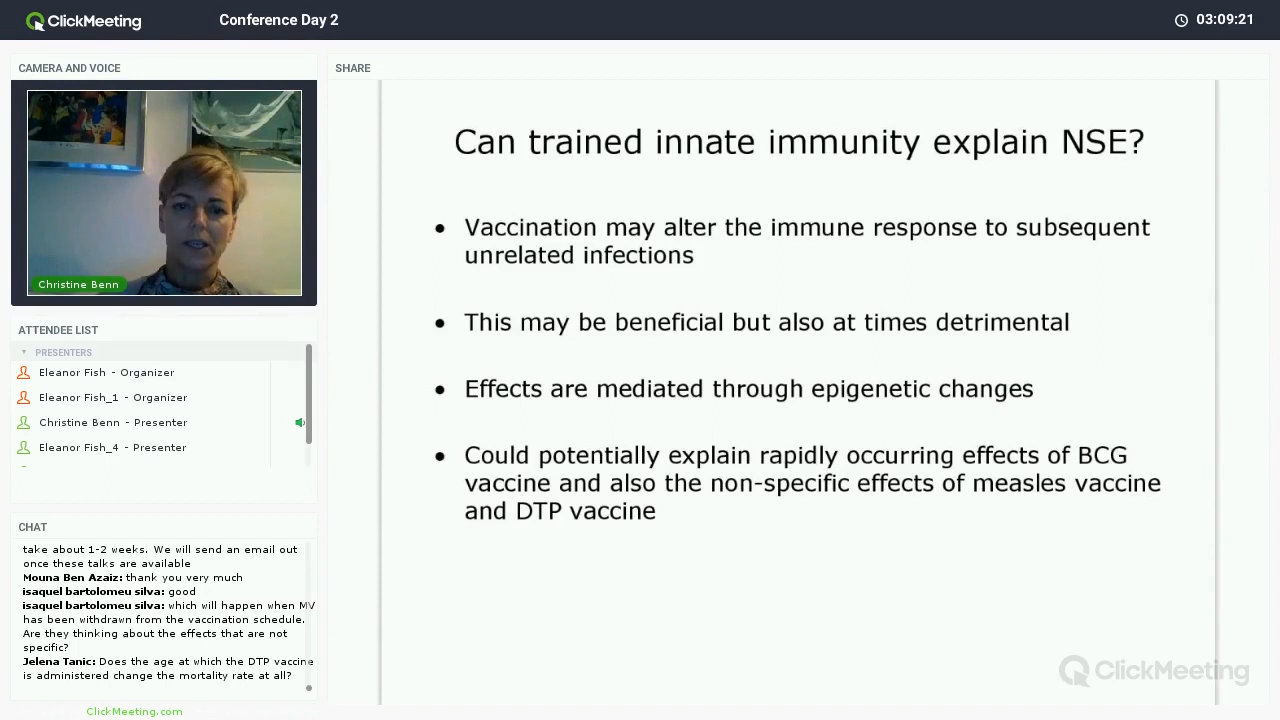 ClickMeeting
Conference Day 2
03:09:21
CAMERA AND VOICE
Christine Benn
ATTENDEE LIST
PRESENTERS
Eleanor Fish - Organizer
Eleanor Fish_1 - Organizer
Christine Benn - Presenter
Eleanor Fish_4 - Presenter
CHAT
take about 1-2 weeks. We will send an email out
once these talks are available
Mouna Ben Azaiz: thank you very much
isaquel bartolomeu silva: good
isaquel bartolomeu silva: which will happen when MV
has been withdrawn from the vaccination schedule.
Are they thinking about the effects that are not
specific?
Jelena Tanic: Does the age at which the DTP vaccine
is administered change the mortality rate at all?
ClickMeeting.com
SHARE
Can trained innate immunity explain NSE?
• Vaccination may alter the immune response to subsequent
unrelated infections
• This may be beneficial but also at times detrimental
• Effects are mediated through epigenetic changes
• Could potentially explain rapidly occurring effects of BCG
vaccine and also the non-specific effects of measles vaccine
and DTP vaccine
ClickMeeting